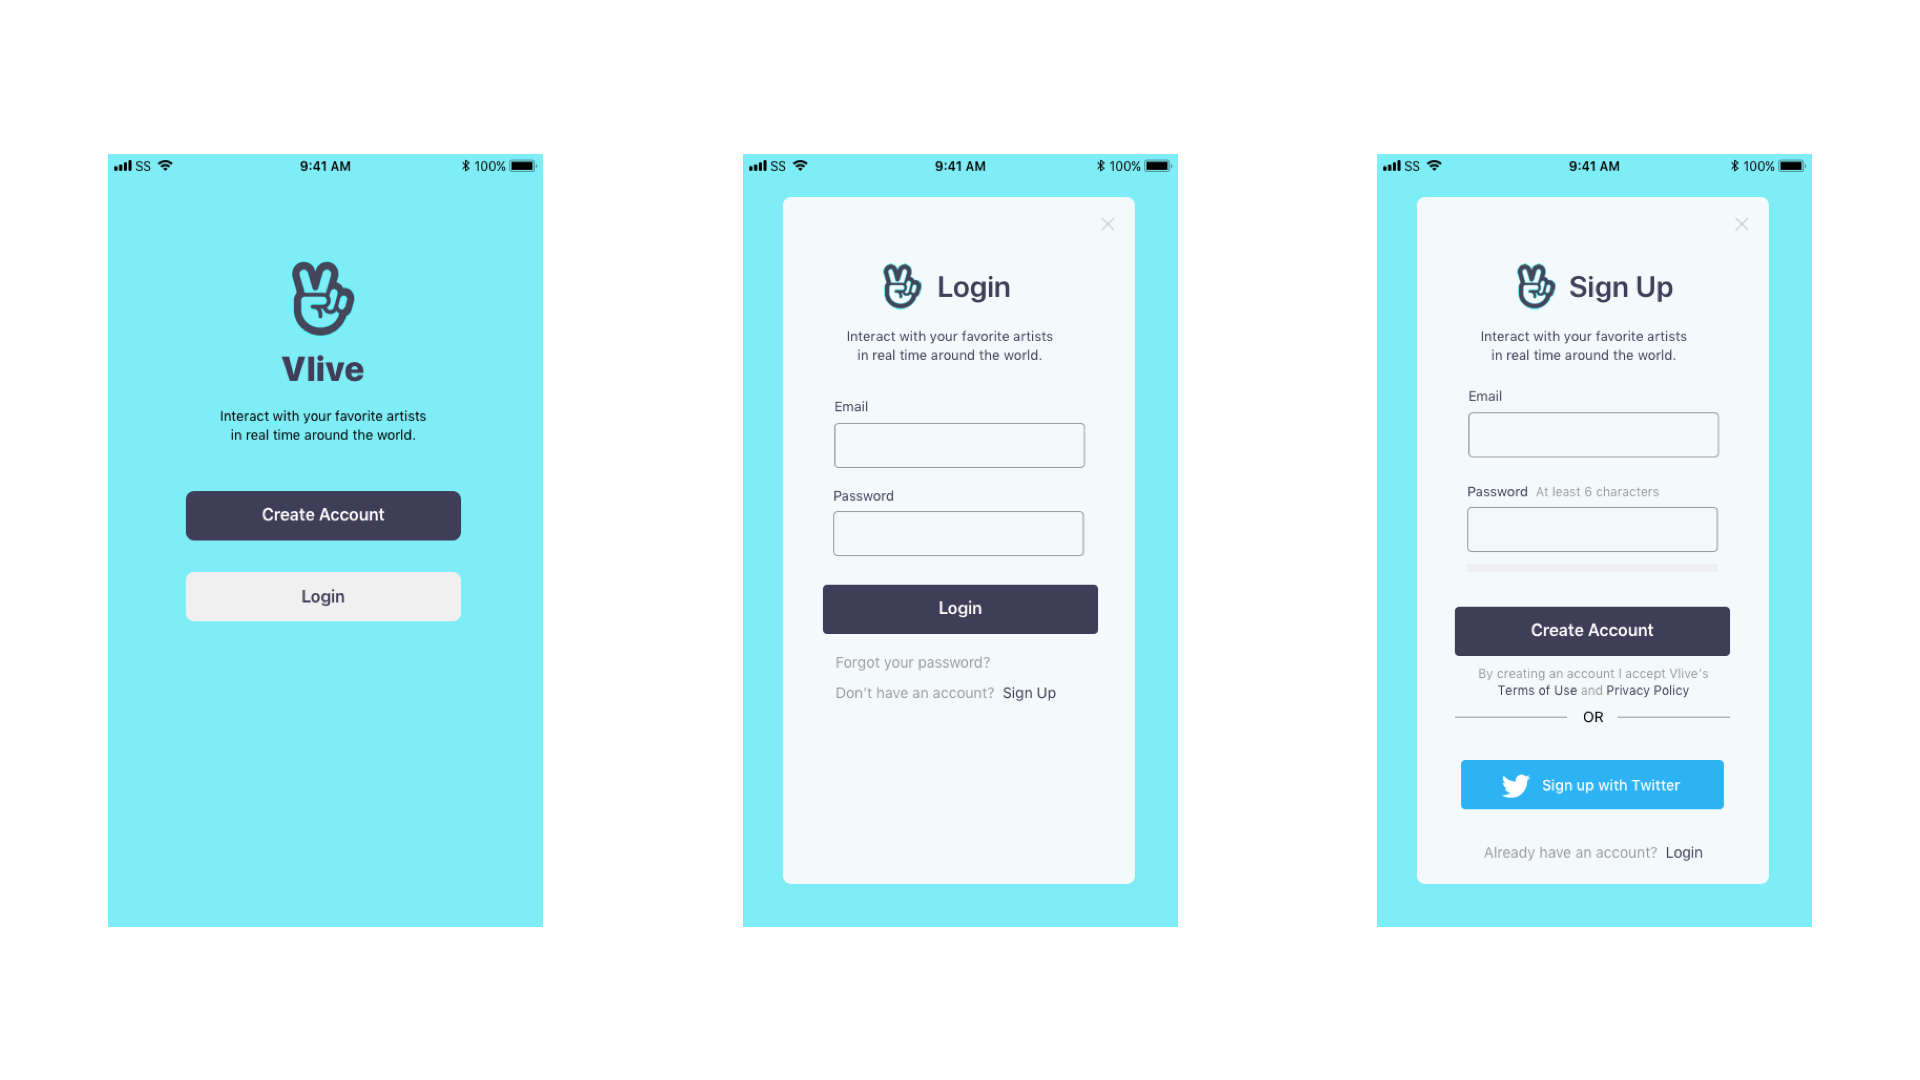 SS 9:41 AM 100%
Vlive
Interact with your favorite artists
in real time around the world.
Create Account
Login
SS 9:41 AM 100%
Login
Interact with your favorite artists
in real time around the world.
Email
Password
Login
Forgot your password?
Don't have an account? Sign Up
SS 9:41 AM 100%
Sign Up
Interact with your favorite artists
in real time around the world.
Email
Password At least 6 characters
Create Account
By creating an account I accept Vlive's
Terms of Use and Privacy Policy
OR
Sign up with Twitter
Already have an account? Login